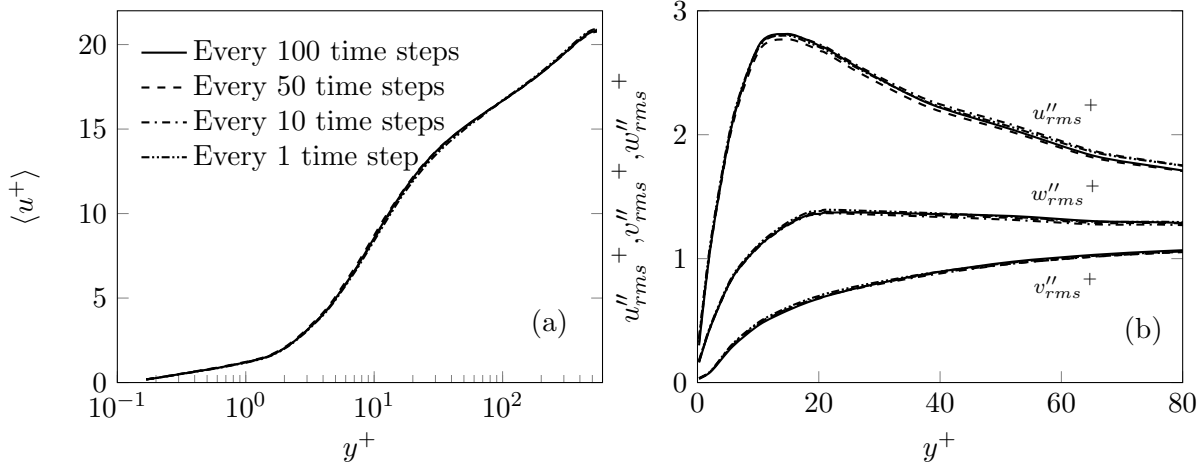 20
15
10
5
0
⟨u⁺⟩
Every 100 time steps
Every 50 time steps
Every 10 time steps
Every 1 time step
(a)
10⁻¹ 10⁰ 10¹ 10²
y⁺
3
2
1
0
u″rms⁺, v″rms⁺, w″rms⁺
u″rms⁺
w″rms⁺
v″rms⁺
(b)
0 20 40 60 80
y⁺